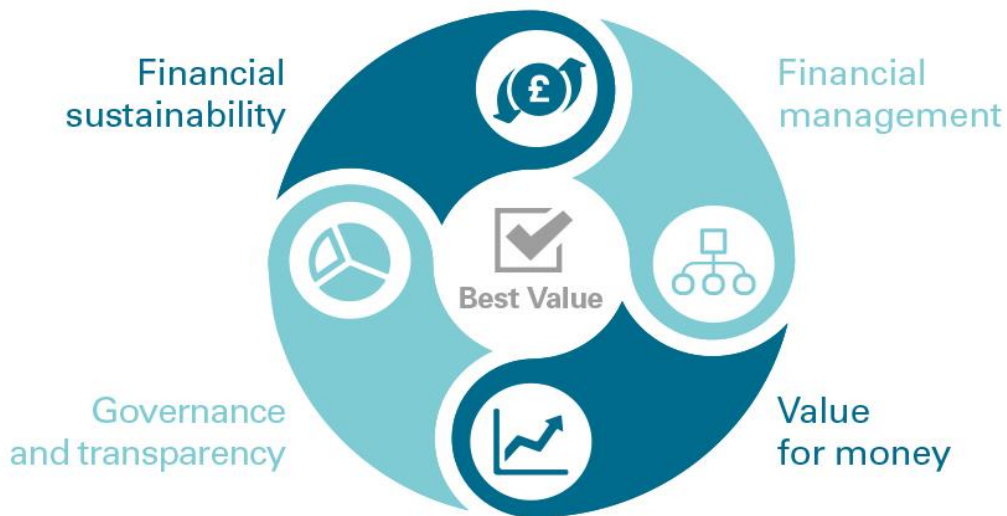 Financial
sustainability
Financial
management
£
Best Value
Governance
and transparency
Value
for money